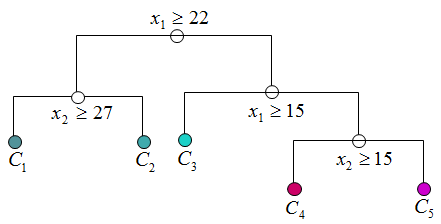 x₁ ≥ 22
x₂ ≥ 27
x₁ ≥ 15
C₁
C₂
C₃
x₂ ≥ 15
C₄
C₅